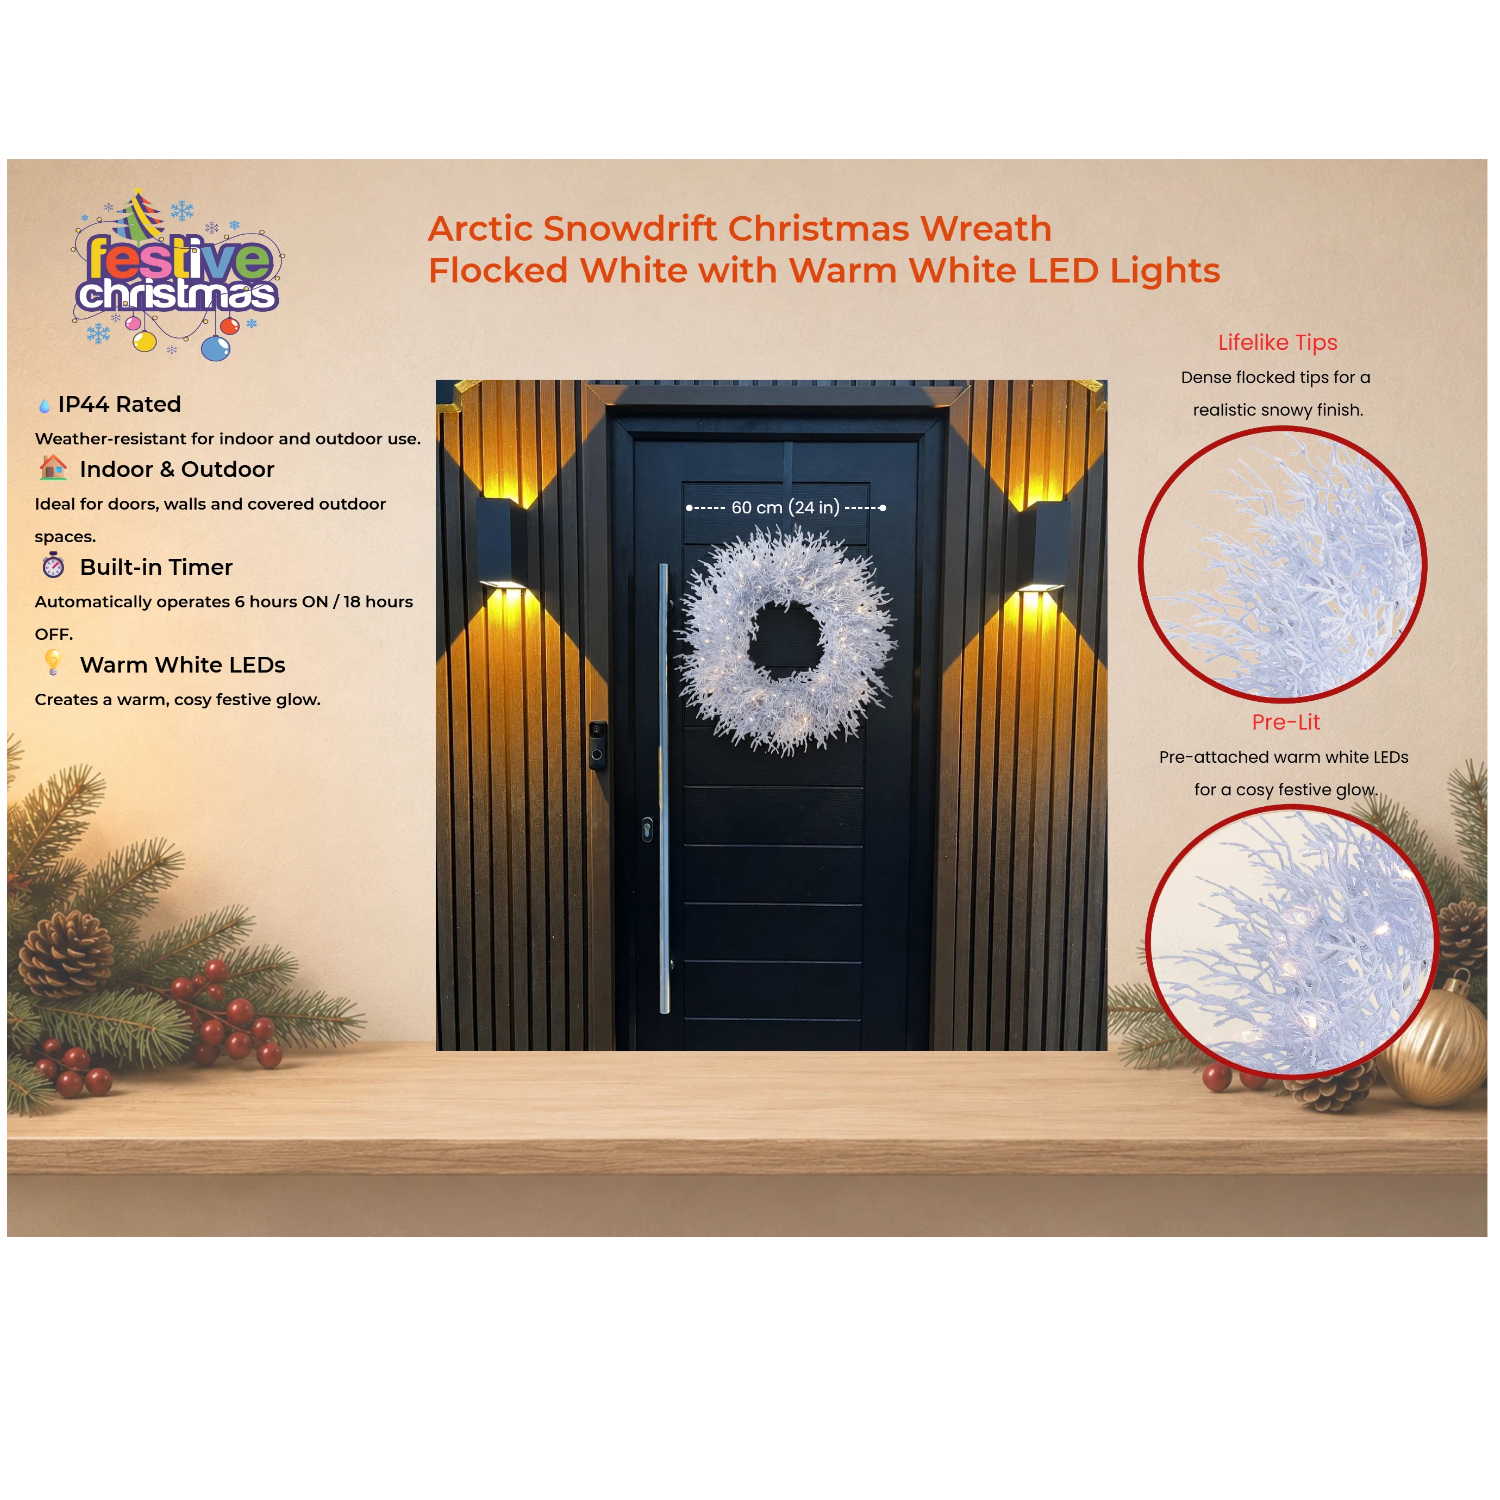 festive
christmas
Arctic Snowdrift Christmas Wreath
Flocked White with Warm White LED Lights
IP44 Rated
Weather-resistant for indoor and outdoor use.
Indoor & Outdoor
Ideal for doors, walls and covered outdoor
spaces.
Built-in Timer
Automatically operates 6 hours ON / 18 hours
OFF.
Warm White LEDs
Creates a warm, cosy festive glow.
60 cm (24 in)
Lifelike Tips
Dense flocked tips for a
realistic snowy finish.
Pre-Lit
Pre-attached warm white LEDs
for a cosy festive glow.